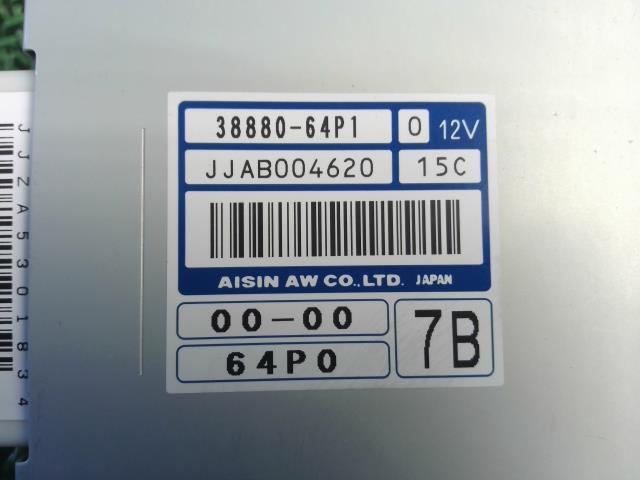 38880-64P1
0 12V
JJAB004620
15C
AISIN AW CO.,LTD. JAPAN
00-00
64P0
7B
JJZA5301834